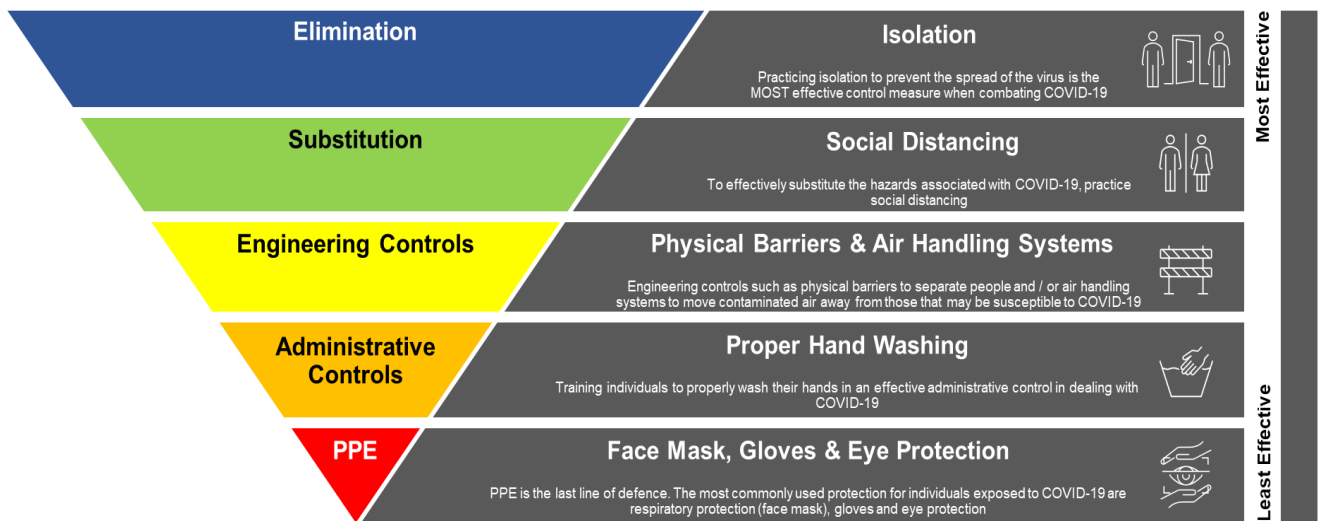 Elimination
Isolation
Practicing isolation to prevent the spread of the virus is the
MOST effective control measure when combating COVID-19
Substitution
Social Distancing
To effectively substitute the hazards associated with COVID-19, practice
social distancing
Engineering Controls
Physical Barriers & Air Handling Systems
Engineering controls such as physical barriers to separate people and / or air handling
systems to move contaminated air away from those that may be susceptible to COVID-19
Administrative
Controls
Proper Hand Washing
Training individuals to properly wash their hands in an effective administrative control in dealing with
COVID-19
PPE
Face Mask, Gloves & Eye Protection
PPE is the last line of defence. The most commonly used protection for individuals exposed to COVID-19 are
respiratory protection (face mask), gloves and eye protection
Most Effective
Least Effective